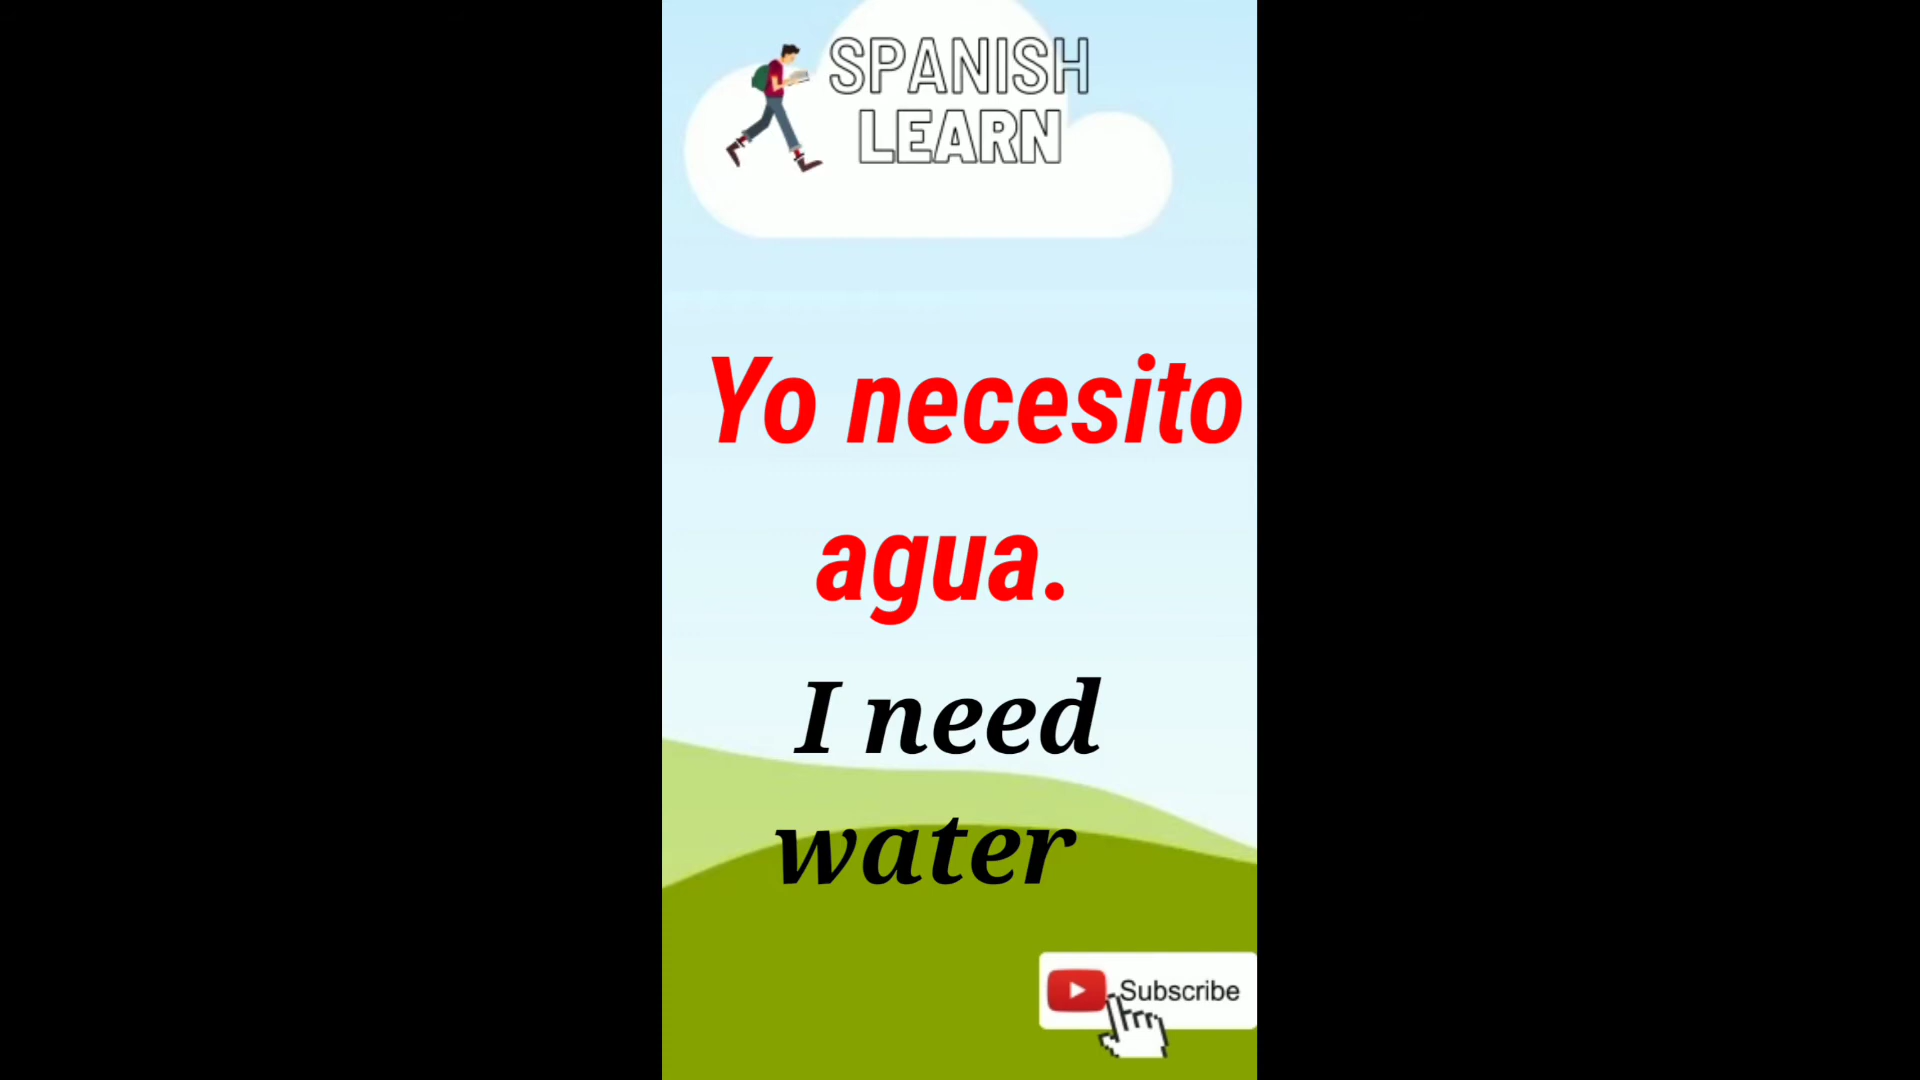 SPANISH
LEARN
Yo necesito
agua.
I need
water
Subscribe